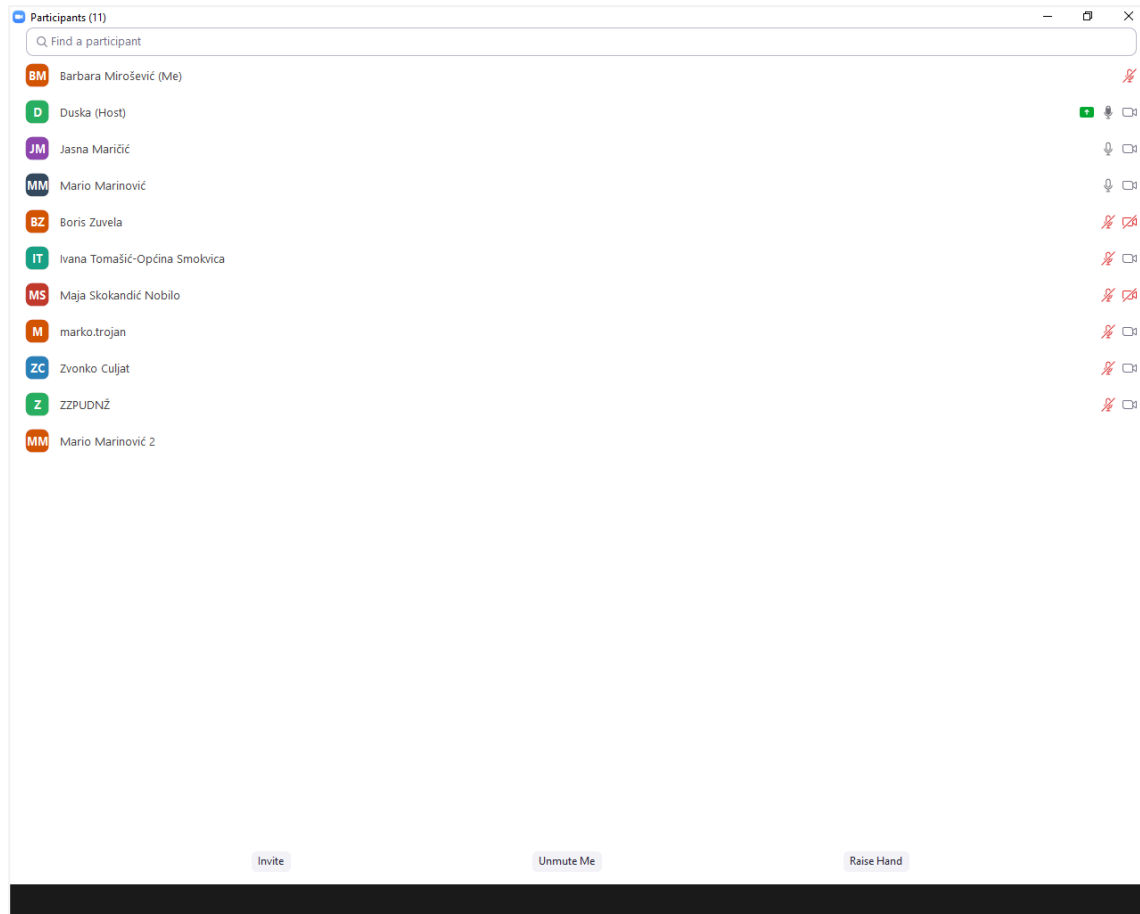 Participants (11)
Find a participant
BM Barbara Mirošević (Me)
D Duska (Host)
JM Jasna Maričić
MM Mario Marinović
BZ Boris Zuvela
IT Ivana Tomašić-Općina Smokvica
MS Maja Skokandić Nobilo
M marko.trojan
ZC Zvonko Culjat
Z ZZPUDNŽ
MM Mario Marinović 2
Invite Unmute Me Raise Hand